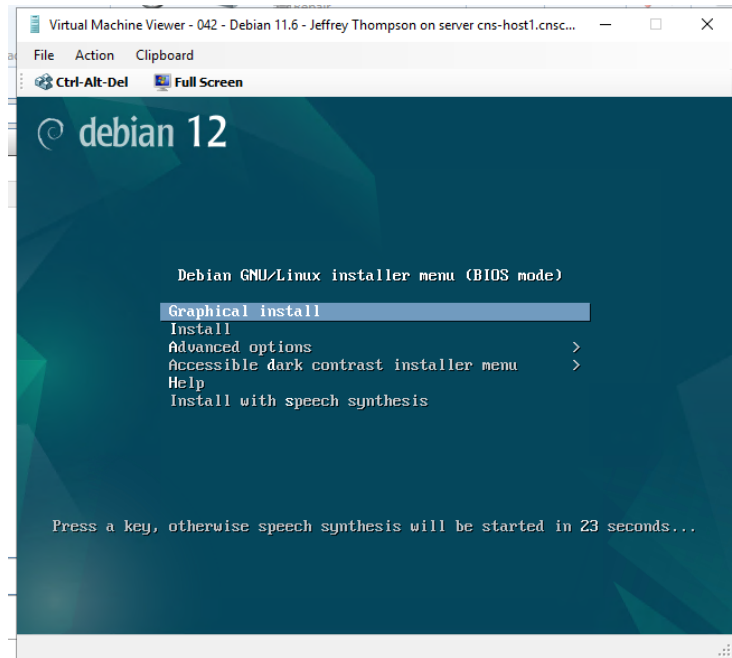 Virtual Machine Viewer - 042 - Debian 11.6 - Jeffrey Thompson on server cns-host1.cnsc...
File Action Clipboard
Ctrl-Alt-Del Full Screen
debian 12
Debian GNU/Linux installer menu (BIOS mode)
Graphical install
Install
Advanced options >
Accessible dark contrast installer menu >
Help
Install with speech synthesis
Press a key, otherwise speech synthesis will be started in 23 seconds...